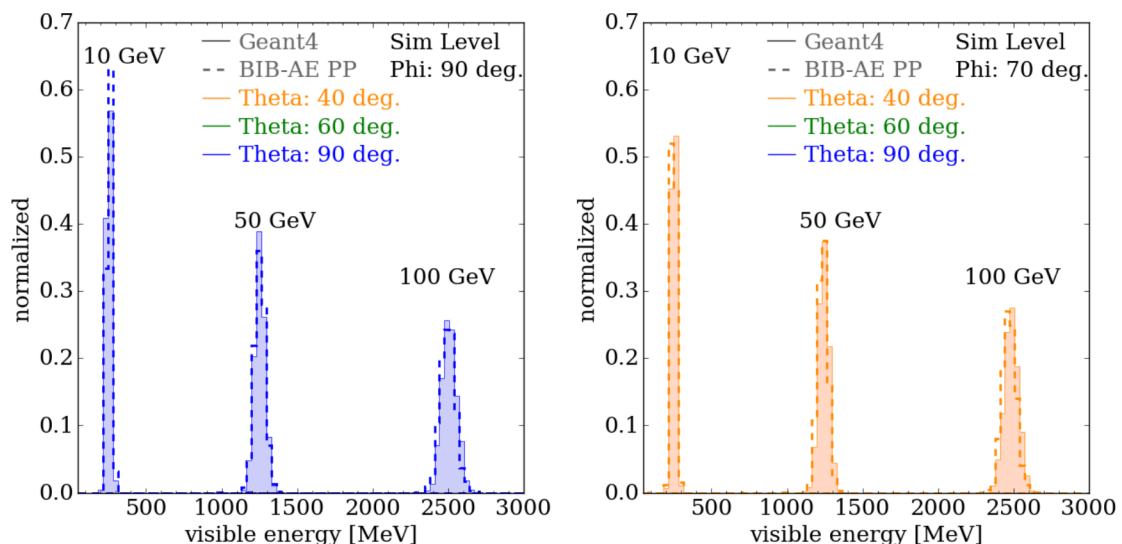 0.7
0.6
0.5
0.4
0.3
0.2
0.1
0.0
normalized
10 GeV
50 GeV
100 GeV
Geant4
BIB-AE PP
Theta: 40 deg.
Theta: 60 deg.
Theta: 90 deg.
Sim Level
Phi: 90 deg.
500 1000 1500 2000 2500 3000
visible energy [MeV]
0.7
0.6
0.5
0.4
0.3
0.2
0.1
0.0
normalized
10 GeV
50 GeV
100 GeV
Geant4
BIB-AE PP
Theta: 40 deg.
Theta: 60 deg.
Theta: 90 deg.
Sim Level
Phi: 70 deg.
500 1000 1500 2000 2500 3000
visible energy [MeV]